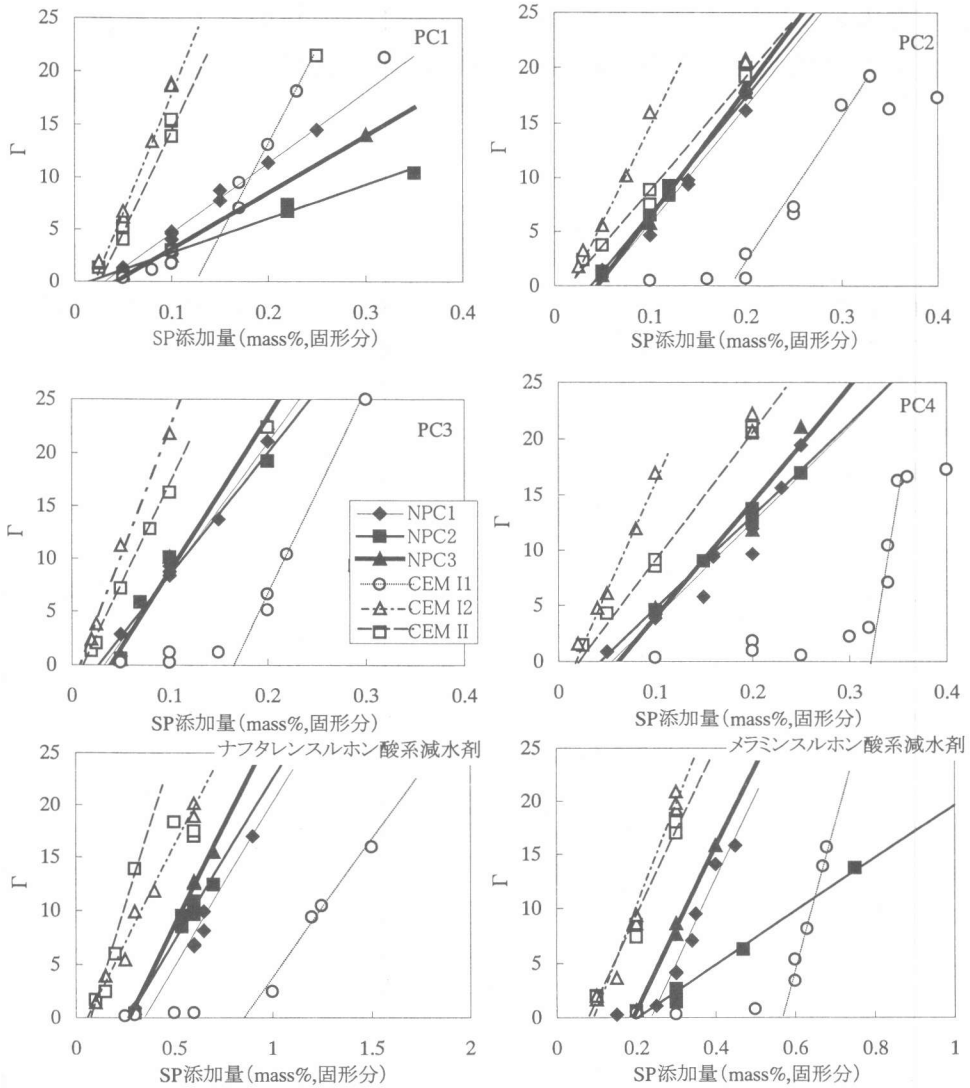 25
20
15
10
5
0
Γ
PC1
0 0.1 0.2 0.3 0.4
SP添加量(mass%,固形分)
25
20
15
10
5
0
Γ
PC2
0 0.1 0.2 0.3 0.4
SP添加量(mass%,固形分)
25
20
15
10
5
0
Γ
PC3
NPC1
NPC2
NPC3
CEM I1
CEM I2
CEM II
0 0.1 0.2 0.3 0.4
SP添加量(mass%,固形分)
25
20
15
10
5
0
Γ
PC4
0 0.1 0.2 0.3 0.4
SP添加量(mass%,固形分)
ナフタレンスルホン酸系減水剤
25
20
15
10
5
0
Γ
0 0.5 1 1.5 2
SP添加量(mass%,固形分)
メラミンスルホン酸系減水剤
25
20
15
10
5
0
Γ
0 0.2 0.4 0.6 0.8 1
SP添加量(mass%,固形分)